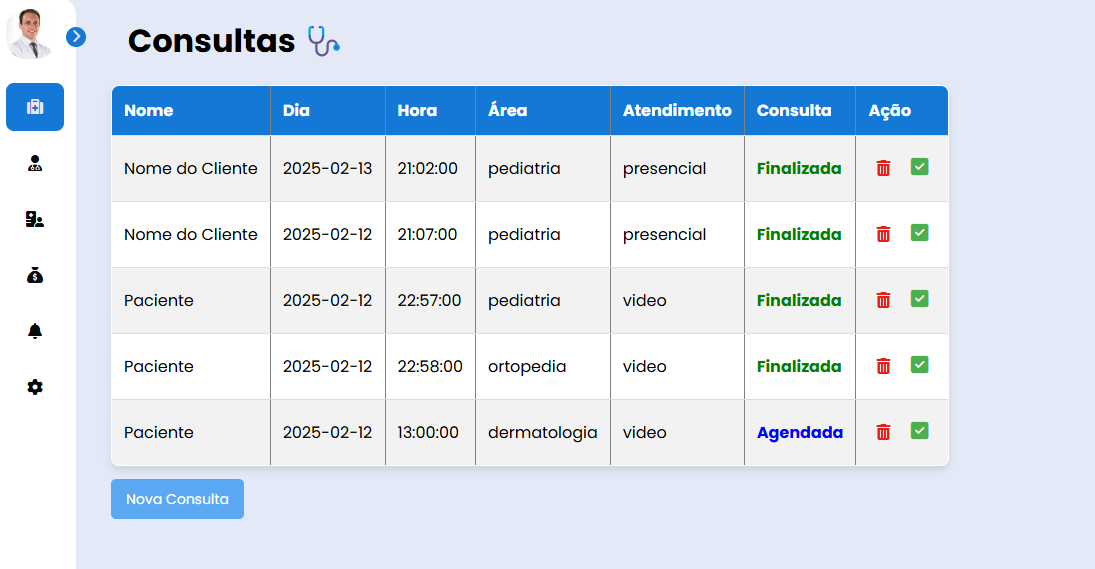 Consultas
Nome Dia Hora Área Atendimento Consulta Ação
Nome do Cliente 2025-02-13 21:02:00 pediatria presencial Finalizada
Nome do Cliente 2025-02-12 21:07:00 pediatria presencial Finalizada
Paciente 2025-02-12 22:57:00 pediatria video Finalizada
Paciente 2025-02-12 22:58:00 ortopedia video Finalizada
Paciente 2025-02-12 13:00:00 dermatologia video Agendada
Nova Consulta